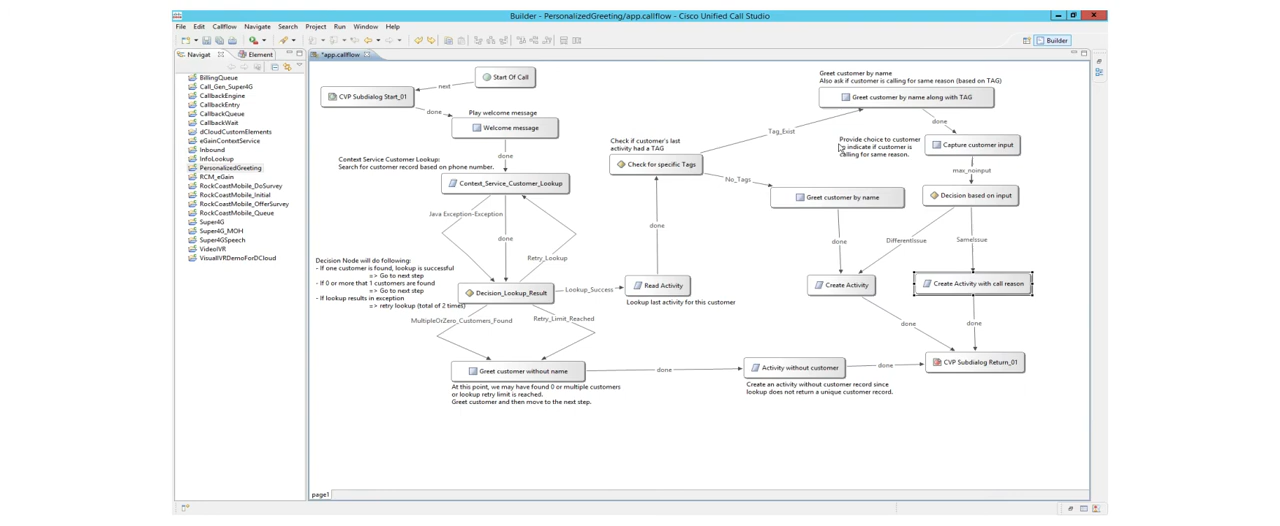 Builder - PersonalizedGreeting/app.callflow - Cisco Unified Call Studio
File Edit Callflow Navigate Search Project Run Window Help
Builder
Navigat
Element
*app.callflow
BillingQueue
Call_Gen_Super4G
CallbackEngine
CallbackEntry
CallbackQueue
CallbackWait
dCloudCustomElements
eGainContextService
Inbound
InfoLookup
PersonalizedGreeting
RCM_eGain
RockCoastMobile_DoSurvey
RockCoastMobile_Initial
RockCoastMobile_OfferSurvey
RockCoastMobile_Queue
Super4G
Super4G_MOH
Super4GSpeech
VideoIVR
VisualIVRDemoForDCloud
Start Of Call
next
CVP Subdialog Start_01
done
Play welcome message
Welcome message
done
Context Service Customer Lookup:
Search for customer record based on phone number.
Context_Service_Customer_Lookup
Java Exception-Exception
done
Retry_Lookup
Decision Node will do following:
- If one customer is found, lookup is successful
=> Go to next step
- If 0 or more that 1 customers are found
=> Go to next step
- If lookup results in exception
=> retry lookup (total of 2 times)
Decision_Lookup_Result
Lookup_Success
MultipleOrZero_Customers_Found
Retry_Limit_Reached
Greet customer without name
done
At this point, we may have found 0 or multiple customers
or lookup retry limit is reached.
Greet customer and then move to the next step.
Check if customer's last
activity had a TAG
Check for specific Tags
Tag_Exist
No_Tags
done
Read Activity
Lookup last activity for this customer
Greet customer by name
Also ask if customer is calling for same reason (based on TAG)
Greet customer by name along with TAG
done
Provide choice to customer
to indicate if customer is
calling for same reason.
Capture customer input
max_noinput
Decision based on input
Greet customer by name
done
DifferentIssue
SameIssue
Create Activity
Create Activity with call reason
done
done
Activity without customer
done
CVP Subdialog Return_01
Create an activity without customer record since
lookup does not return a unique customer record.
page1